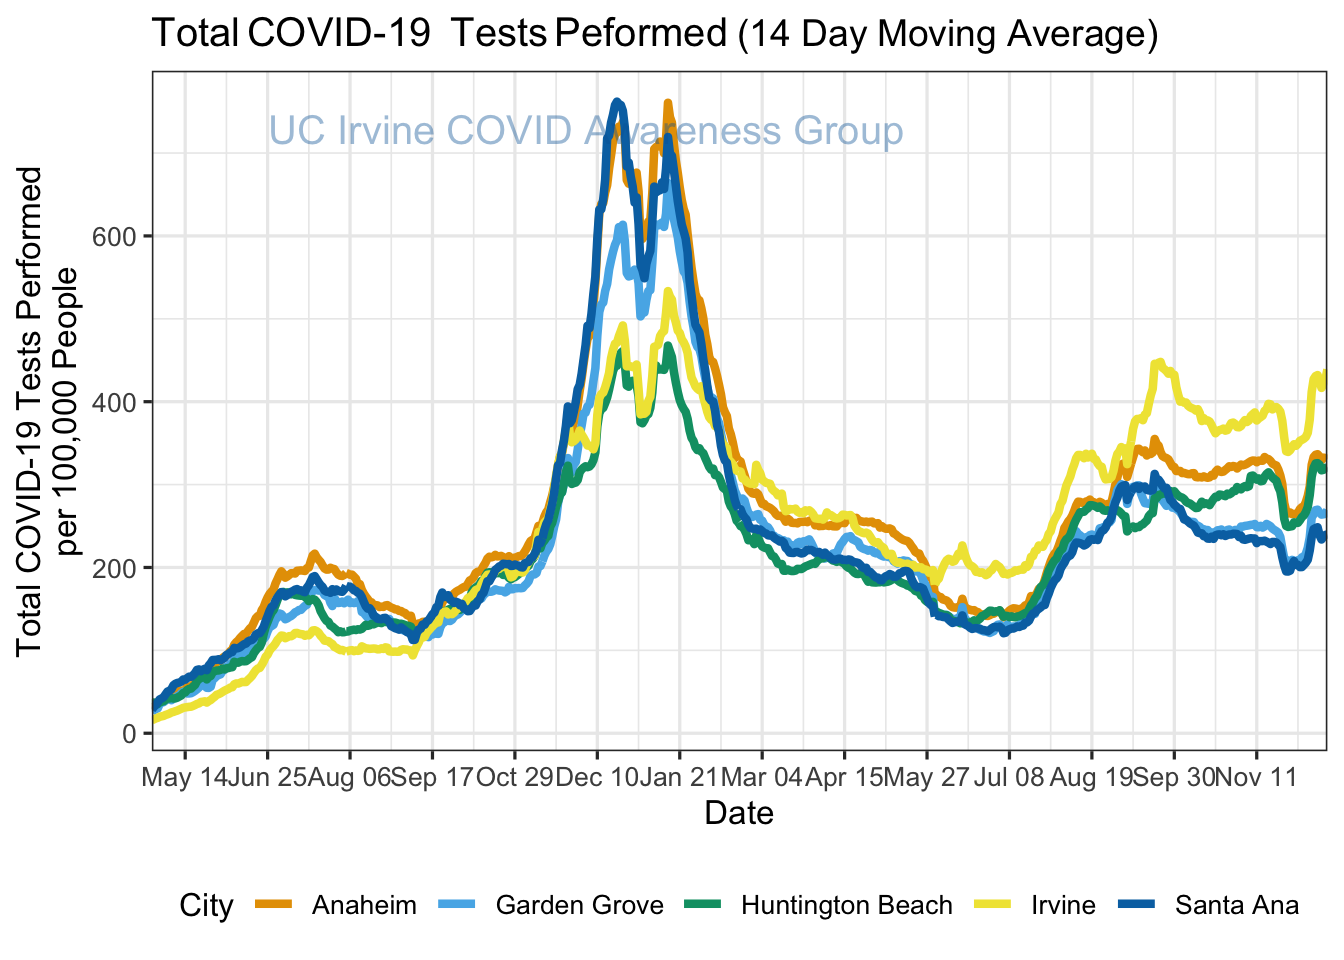 Total COVID-19 Tests Peformed (14 Day Moving Average)
UC Irvine COVID Awareness Group
Total COVID-19 Tests Performed
per 100,000 People
600
400
200
0
May 14 Jun 25 Aug 06 Sep 17 Oct 29 Dec 10 Jan 21 Mar 04 Apr 15 May 27 Jul 08 Aug 19 Sep 30 Nov 11
Date
City Anaheim Garden Grove Huntington Beach Irvine Santa Ana